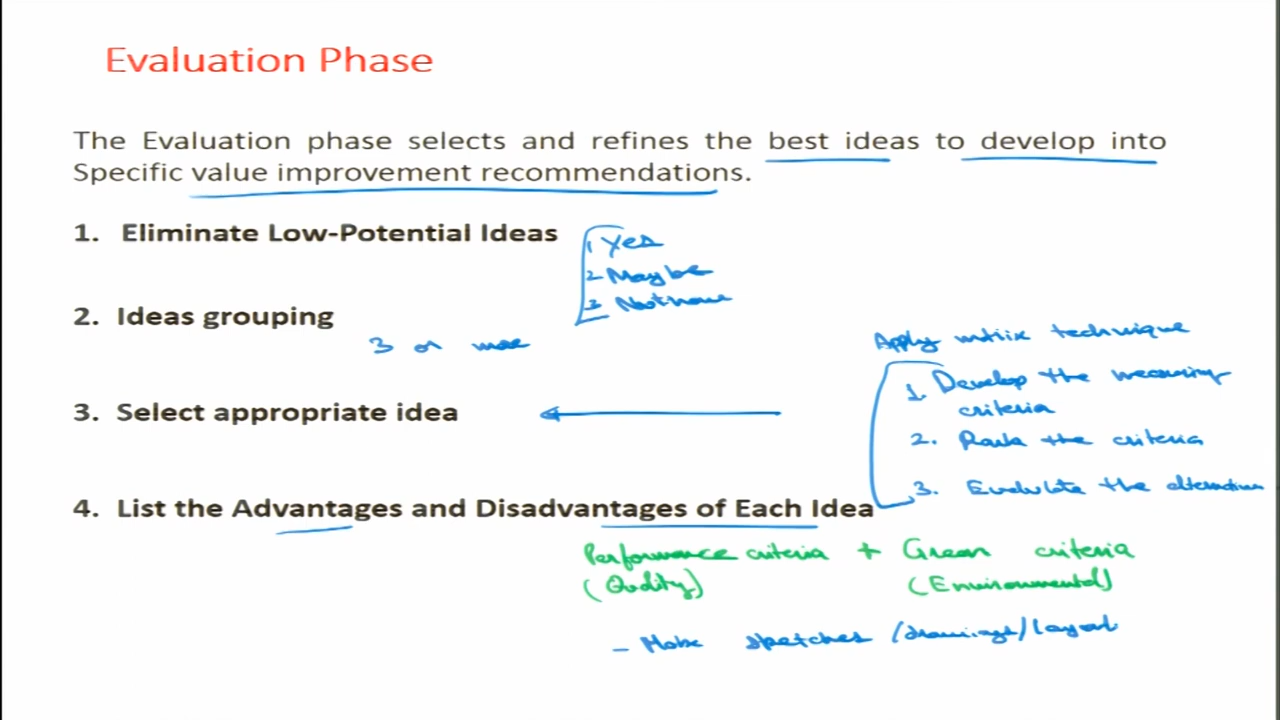 Evaluation Phase
The Evaluation phase selects and refines the best ideas to develop into
Specific value improvement recommendations.
1. Eliminate Low-Potential Ideas
1 Yes
2 Maybe
3 Not now
2. Ideas grouping
3 or more
Apply matrix technique
1. Develop the measuring
criteria
3. Select appropriate idea
2. Rank the criteria
3. Evaluate the alternatives
4. List the Advantages and Disadvantages of Each Idea
Performance criteria + Green criteria
(Quality) (Environmental)
- Make sketches /drawings/layout